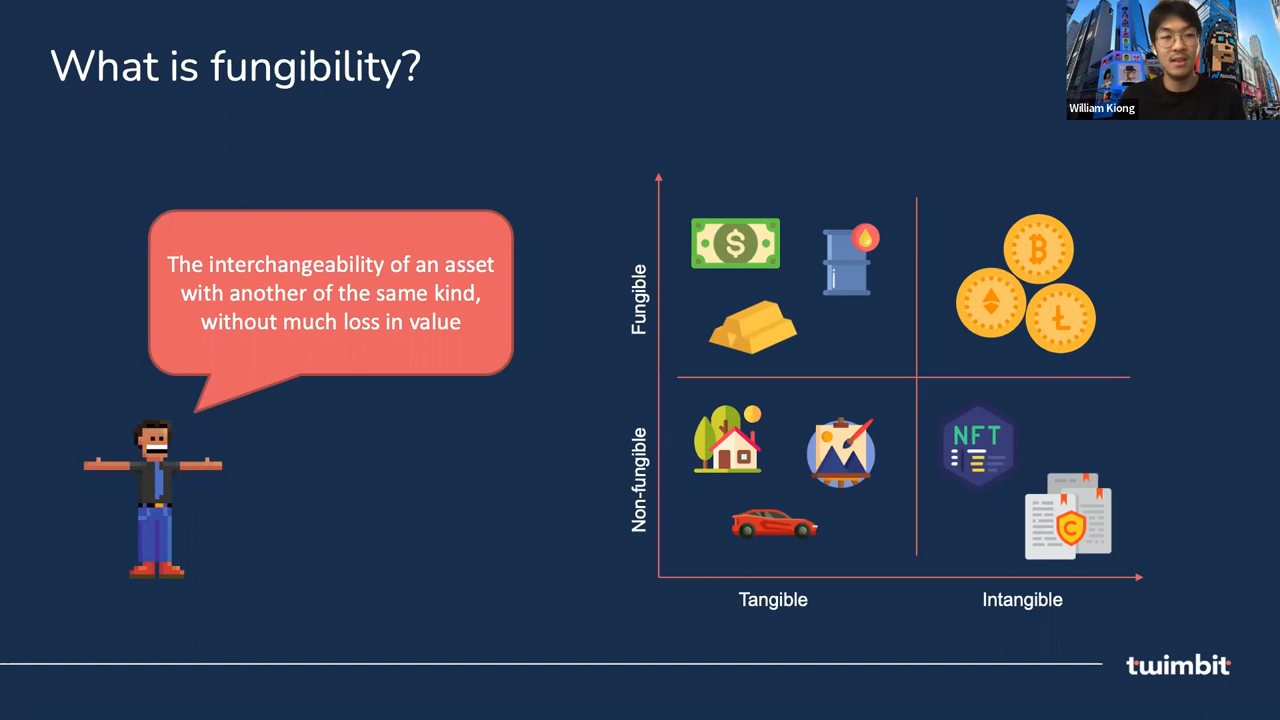 What is fungibility?
William Kiong
The interchangeability of an asset
with another of the same kind,
without much loss in value
Fungible
Non-fungible
$
B
Ł
NFT
C
Tangible
Intangible
twimbit